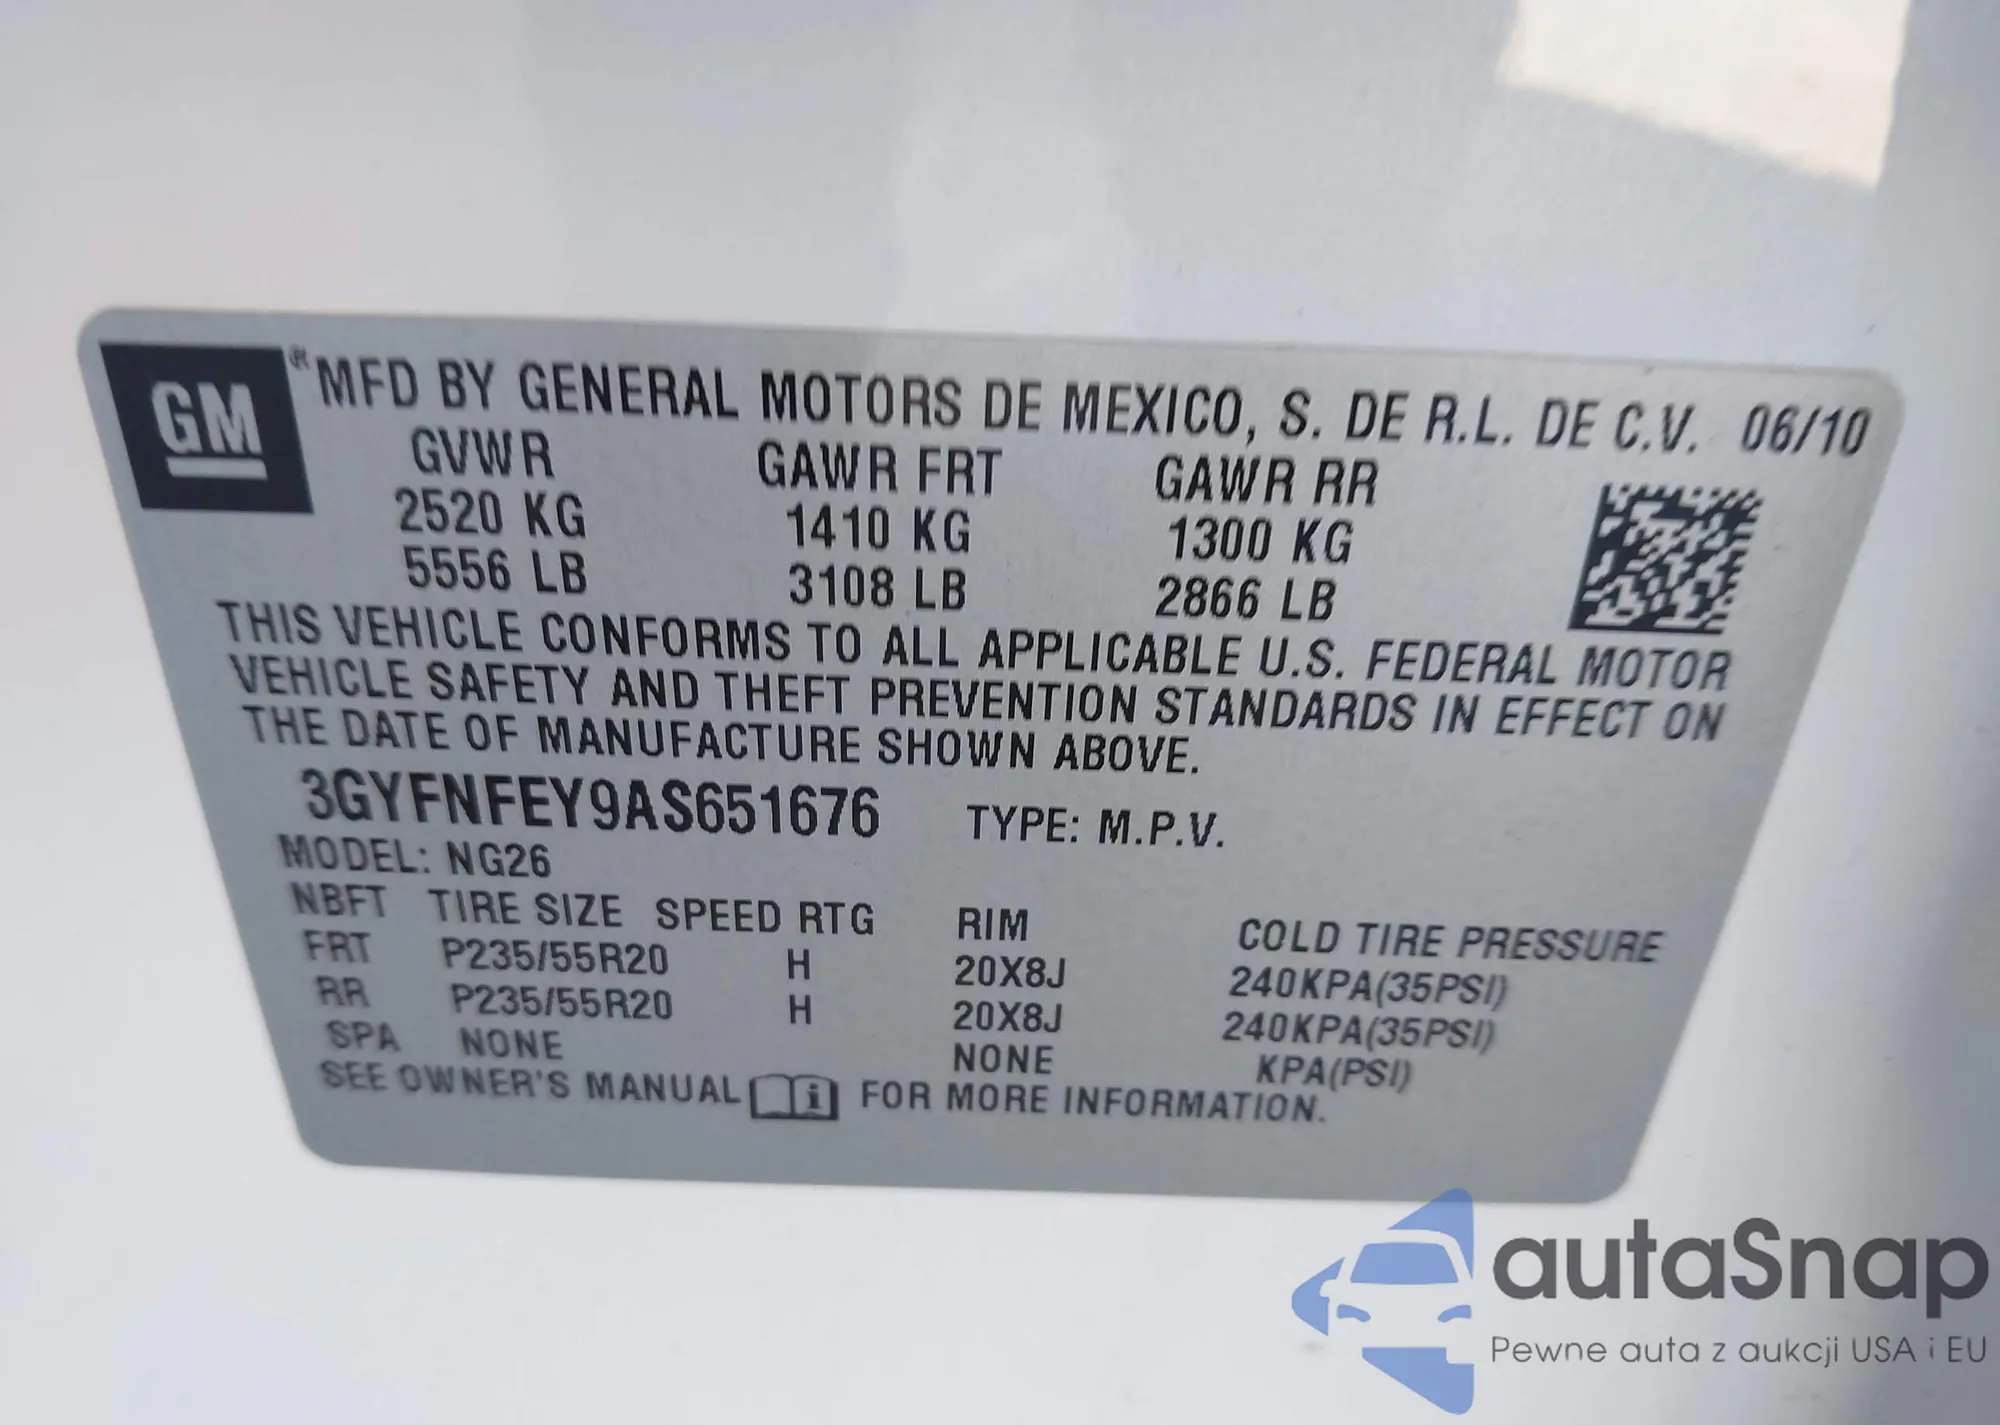 GM ® MFD BY GENERAL MOTORS DE MEXICO, S. DE R.L. DE C.V. 06/10
GVWR GAWR FRT GAWR RR
2520 KG 1410 KG 1300 KG
5556 LB 3108 LB 2866 LB
THIS VEHICLE CONFORMS TO ALL APPLICABLE U.S. FEDERAL MOTOR
VEHICLE SAFETY AND THEFT PREVENTION STANDARDS IN EFFECT ON
THE DATE OF MANUFACTURE SHOWN ABOVE.
3GYFNFEY9AS651676 TYPE: M.P.V.
MODEL: NG26
NBFT TIRE SIZE SPEED RTG RIM COLD TIRE PRESSURE
FRT P235/55R20 H 20X8J 240KPA(35PSI)
RR P235/55R20 H 20X8J 240KPA(35PSI)
SPA NONE NONE KPA(PSI)
SEE OWNER'S MANUAL i FOR MORE INFORMATION.
autaSnap
Pewne auta z aukcji USA i EU